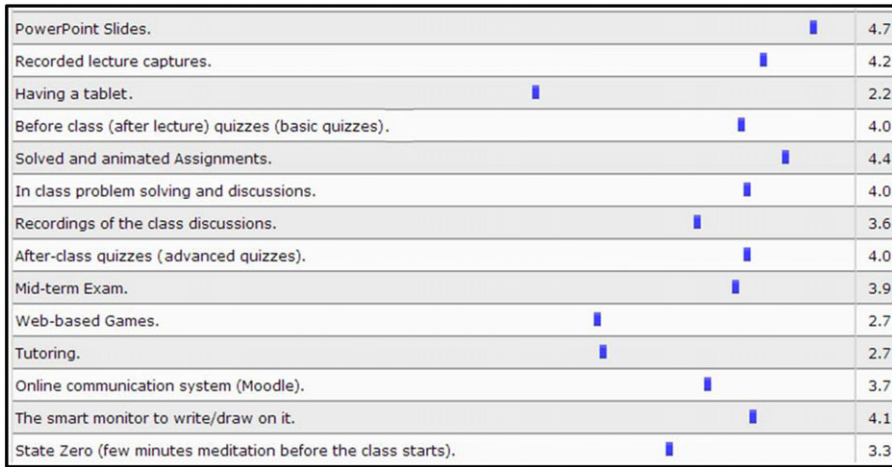 PowerPoint Slides. 4.7
Recorded lecture captures. 4.2
Having a tablet. 2.2
Before class (after lecture) quizzes (basic quizzes). 4.0
Solved and animated Assignments. 4.4
In class problem solving and discussions. 4.0
Recordings of the class discussions. 3.6
After-class quizzes (advanced quizzes). 4.0
Mid-term Exam. 3.9
Web-based Games. 2.7
Tutoring. 2.7
Online communication system (Moodle). 3.7
The smart monitor to write/draw on it. 4.1
State Zero (few minutes meditation before the class starts). 3.3